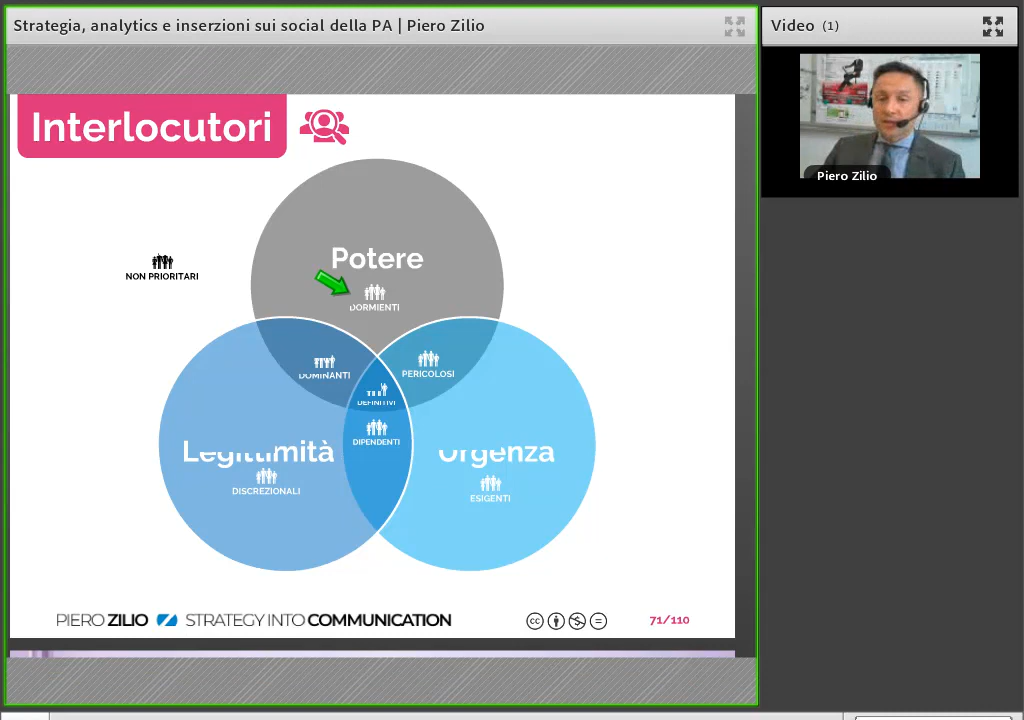 Strategia, analytics e inserzioni sui social della PA | Piero Zilio
Video (1)
Piero Zilio
Interlocutori
Potere
NON PRIORITARI
DORMIENTI
DOMINANTI
PERICOLOSI
DEFINITIVI
DIPENDENTI
Legittimità
Urgenza
DISCREZIONALI
ESIGENTI
PIERO ZILIO STRATEGY INTO COMMUNICATION
cc
71/110